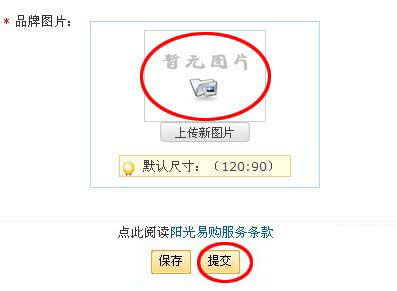 * 品牌图片：
暂无图片
上传新图片
默认尺寸：（120:90）
点此阅读阳光易购服务条款
保存 提交